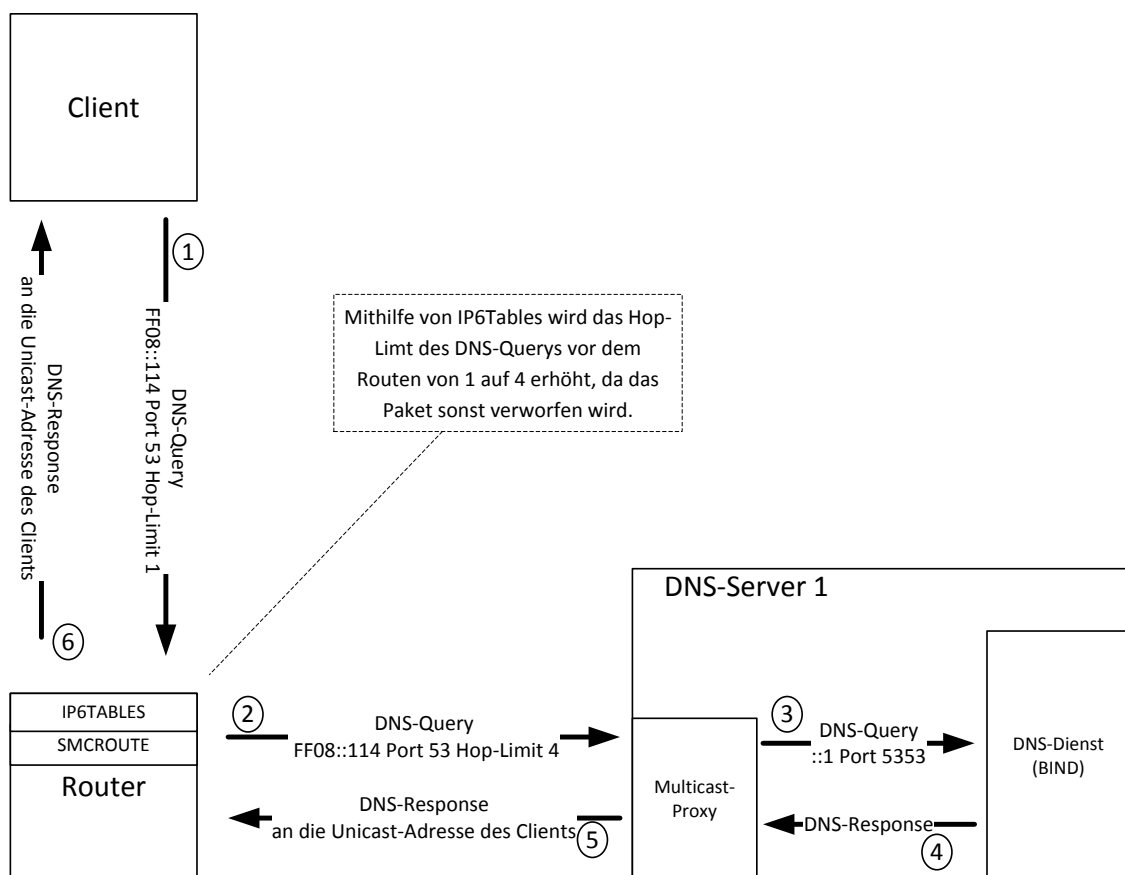 Client
1
DNS-Query
FF08::114 Port 53 Hop-Limit 1
DNS-Response
an die Unicast-Adresse des Clients
6
Mithilfe von IP6Tables wird das Hop-
Limt des DNS-Querys vor dem
Routen von 1 auf 4 erhöht, da das
Paket sonst verworfen wird.
IP6TABLES
SMCROUTE
Router
2
DNS-Query
FF08::114 Port 53 Hop-Limit 4
DNS-Response
an die Unicast-Adresse des Clients
5
DNS-Server 1
Multicast-
Proxy
3
DNS-Query
::1 Port 5353
DNS-Response
4
DNS-Dienst
(BIND)